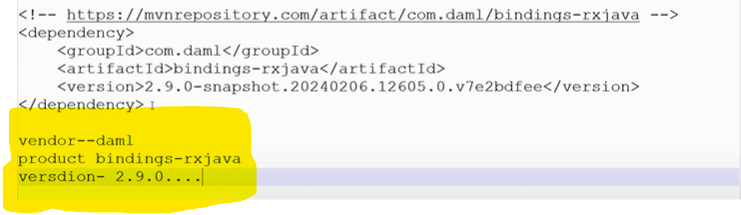 <!-- https://mvnrepository.com/artifact/com.daml/bindings-rxjava -->
<dependency>
    <groupId>com.daml</groupId>
    <artifactId>bindings-rxjava</artifactId>
    <version>2.9.0-snapshot.20240206.12605.0.v7e2bdfee</version>
</dependency>
vendor--daml
product bindings-rxjava
versdion- 2.9.0....